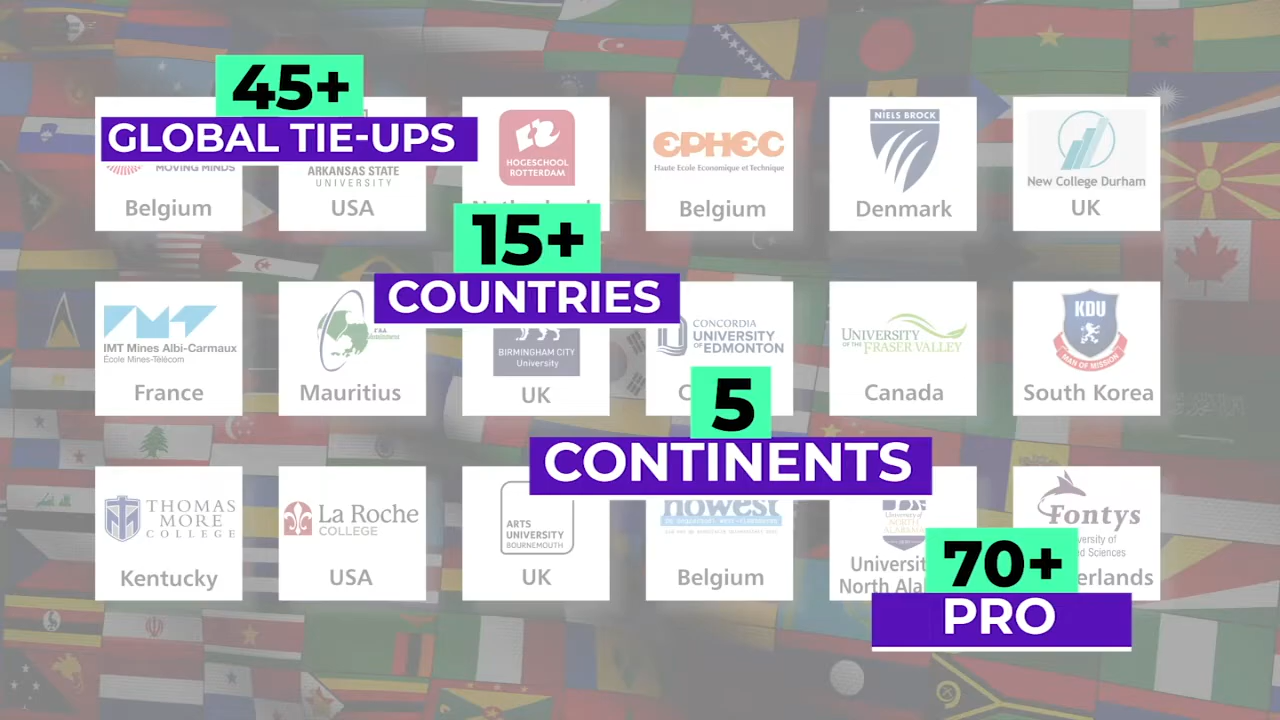 45+
GLOBAL TIE-UPS
MOVING MINDS
Belgium
ARKANSAS STATE
UNIVERSITY
USA
HOGESCHOOL
ROTTERDAM
EPHEC
Haute Ecole Economique et Technique
Belgium
NIELS BROCK
Denmark
New College Durham
UK
15+
COUNTRIES
IMT Mines Albi-Carmaux
École Mines-Télécom
France
Mauritius
BIRMINGHAM CITY
University
UK
CONCORDIA
UNIVERSITY
OF EDMONTON
UNIVERSITY
OF THE FRASER VALLEY
Canada
KDU
MAN OF MISSION
South Korea
5
CONTINENTS
THOMAS
MORE
COLLEGE
Kentucky
La Roche
COLLEGE
USA
ARTS
UNIVERSITY
BOURNEMOUTH
UK
howest
Belgium
University of
NORTH
Fontys
70+
PRO